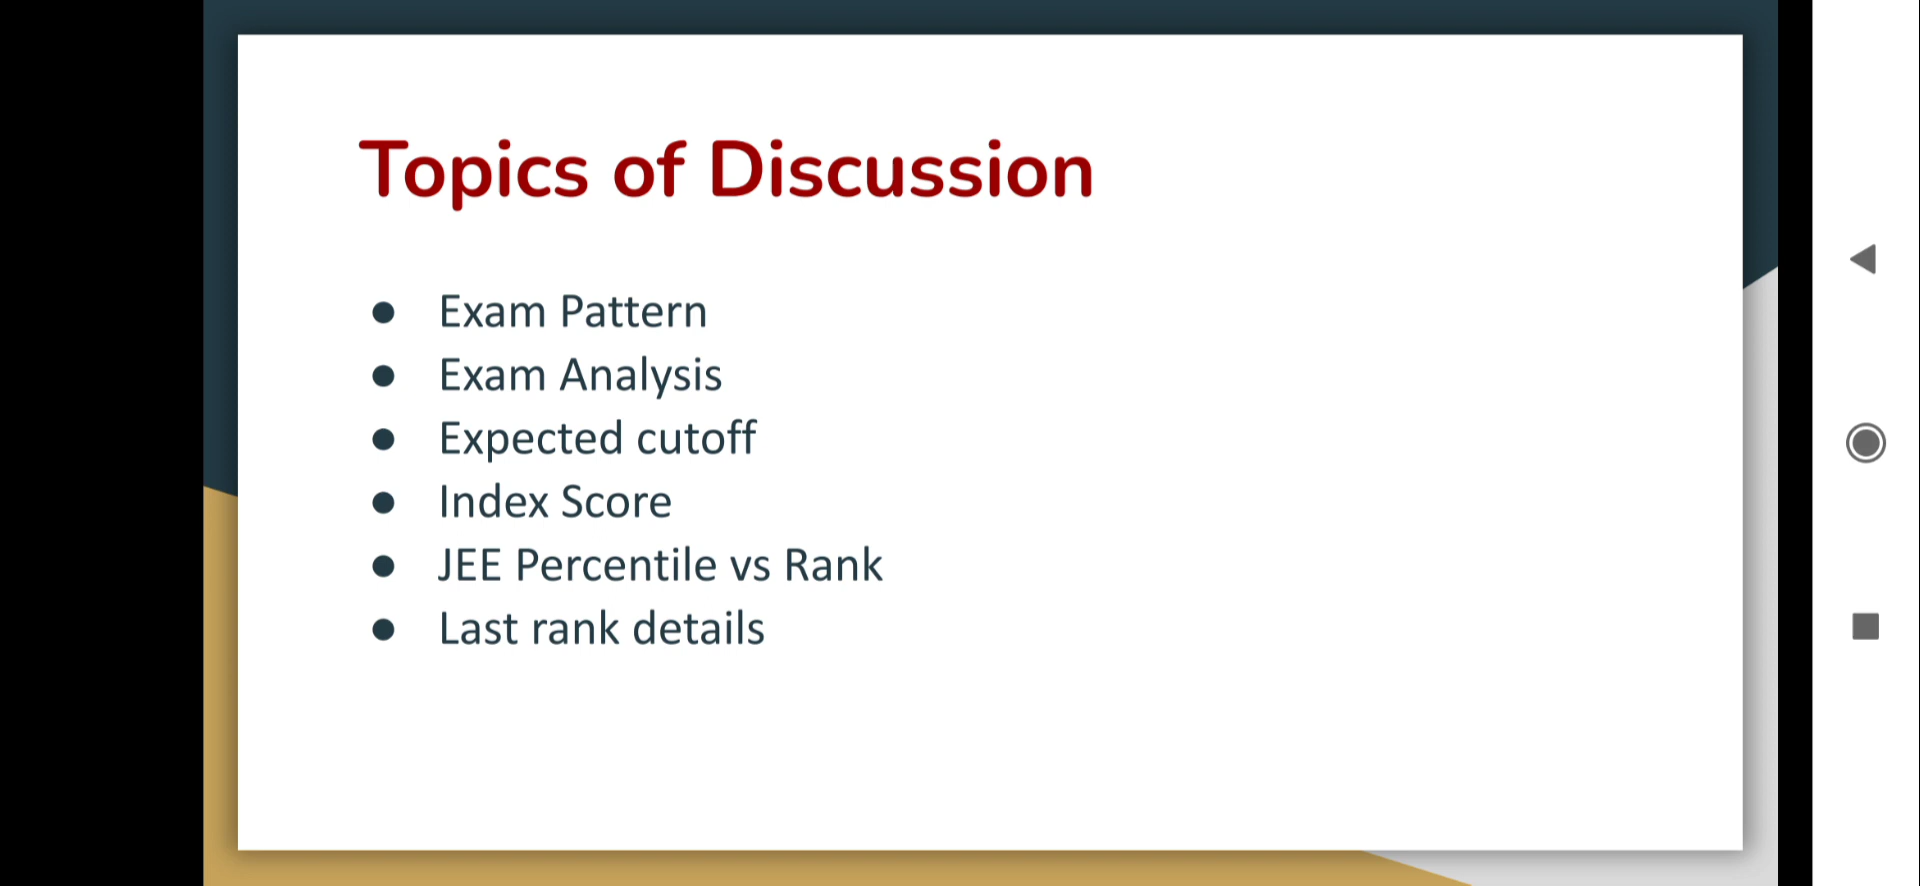 Topics of Discussion
● Exam Pattern
● Exam Analysis
● Expected cutoff
● Index Score
● JEE Percentile vs Rank
● Last rank details